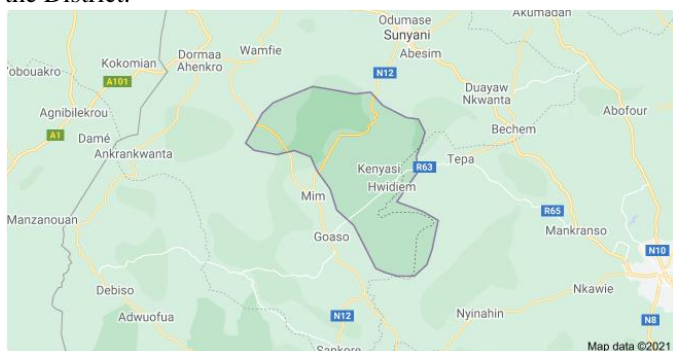 the District.
Akumadan
Odumase
Sunyani
Abesim
Wamfie
Dormaa
Ahenkro
Kokomian
A101
N12
Duayaw
Nkwanta
Abofour
Agnibilekrou
A1
Damé
Ankrankwanta
Bechem
Kenyasi
R63
Tepa
Hwidiem
Mim
Manzanouan
Goaso
R65
Mankranso
N10
Debiso
Adwuofua
N12
Nyinahin
Nkawie
N8
Map data ©2021